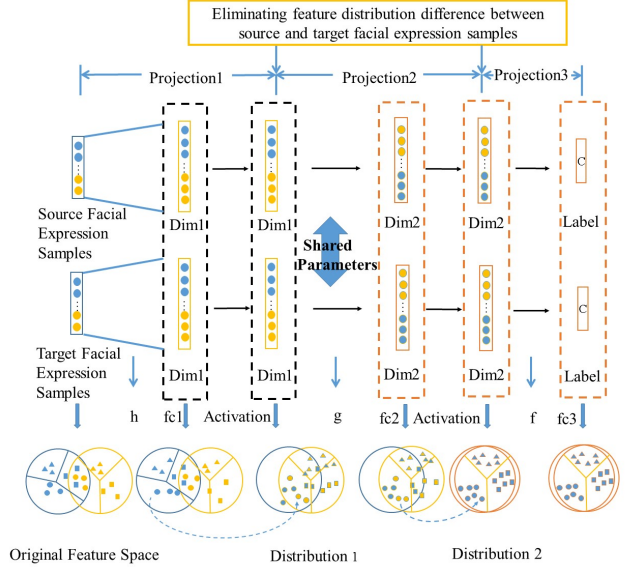 Eliminating feature distribution difference between
source and target facial expression samples
Projection1
Projection2
Projection3
C
Source Facial
Expression
Samples
Dim1
Dim1
Dim2
Dim2
Label
Shared
Parameters
C
Target Facial
Expression
Samples
Dim1
Dim1
Dim2
Dim2
Label
h
fc1
Activation
g
fc2
Activation
f
fc3
Original Feature Space
Distribution 1
Distribution 2